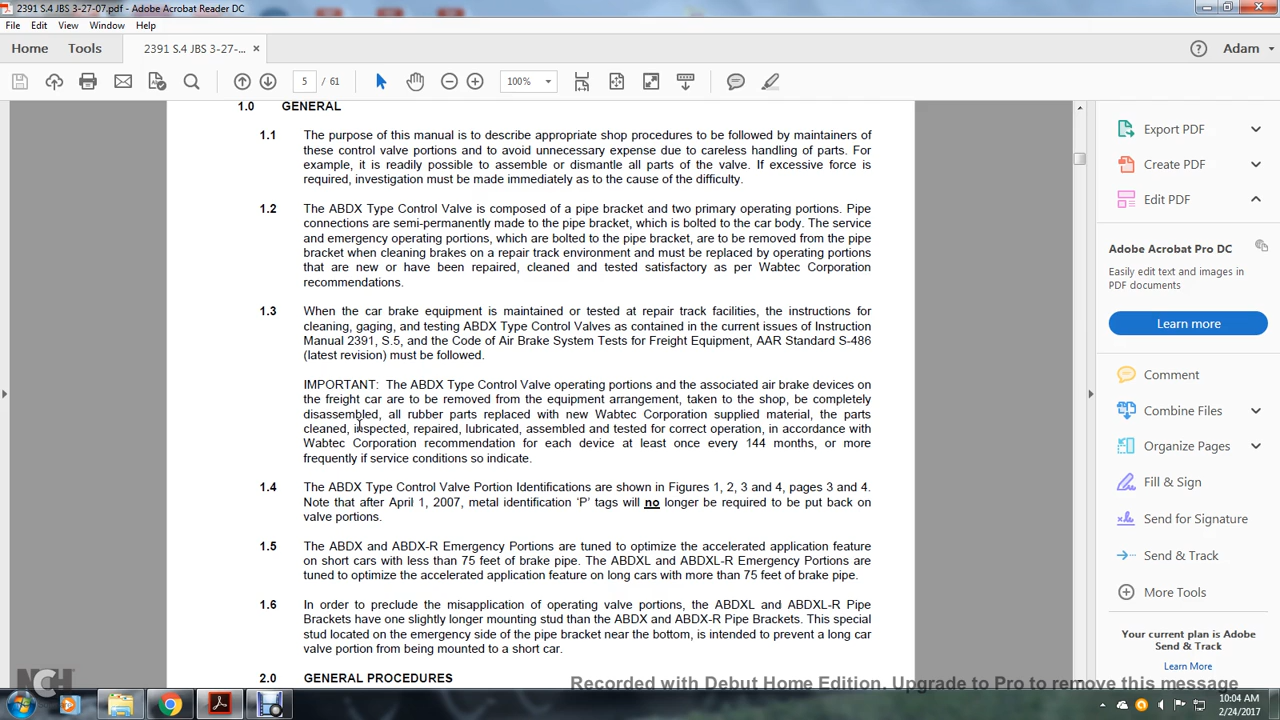 2391 S.4 JBS 3-27-07.pdf - Adobe Acrobat Reader DC
File Edit View Window Help
Home Tools 2391 S.4 JBS 3-27-... × Adam
5 / 61 100%
1.0 GENERAL
1.1 The purpose of this manual is to describe appropriate shop procedures to be followed by maintainers of
these control valve portions and to avoid unnecessary expense due to careless handling of parts. For
example, it is readily possible to assemble or dismantle all parts of the valve. If excessive force is
required, investigation must be made immediately as to the cause of the difficulty.
1.2 The ABDX Type Control Valve is composed of a pipe bracket and two primary operating portions. Pipe
connections are semi-permanently made to the pipe bracket, which is bolted to the car body. The service
and emergency operating portions, which are bolted to the pipe bracket, are to be removed from the pipe
bracket when cleaning brakes on a repair track environment and must be replaced by operating portions
that are new or have been repaired, cleaned and tested satisfactory as per Wabtec Corporation
recommendations.
1.3 When the car brake equipment is maintained or tested at repair track facilities, the instructions for
cleaning, gaging, and testing ABDX Type Control Valves as contained in the current issues of Instruction
Manual 2391, S.5, and the Code of Air Brake System Tests for Freight Equipment, AAR Standard S-486
(latest revision) must be followed.
IMPORTANT: The ABDX Type Control Valve operating portions and the associated air brake devices on
the freight car are to be removed from the equipment arrangement, taken to the shop, be completely
disassembled, all rubber parts replaced with new Wabtec Corporation supplied material, the parts
cleaned, inspected, repaired, lubricated, assembled and tested for correct operation, in accordance with
Wabtec Corporation recommendation for each device at least once every 144 months, or more
frequently if service conditions so indicate.
1.4 The ABDX Type Control Valve Portion Identifications are shown in Figures 1, 2, 3 and 4, pages 3 and 4.
Note that after April 1, 2007, metal identification ‘P’ tags will no longer be required to be put back on
valve portions.
1.5 The ABDX and ABDX-R Emergency Portions are tuned to optimize the accelerated application feature
on short cars with less than 75 feet of brake pipe. The ABDXL and ABDXL-R Emergency Portions are
tuned to optimize the accelerated application feature on long cars with more than 75 feet of brake pipe.
1.6 In order to preclude the misapplication of operating valve portions, the ABDXL and ABDXL-R Pipe
Brackets have one slightly longer mounting stud than the ABDX and ABDX-R Pipe Brackets. This special
stud located on the emergency side of the pipe bracket near the bottom, is intended to prevent a long car
valve portion from being mounted to a short car.
2.0 GENERAL PROCEDURES
Export PDF
Create PDF
Edit PDF
Adobe Acrobat Pro DC
Easily edit text and images in
PDF documents
Learn more
Comment
Combine Files
Organize Pages
Fill & Sign
Send for Signature
Send & Track
More Tools
Your current plan is Adobe
Send & Track
Learn More
NCH
Recorded with Debut Home Edition. Upgrade to Pro to remove this message
10:04 AM
2/24/2017